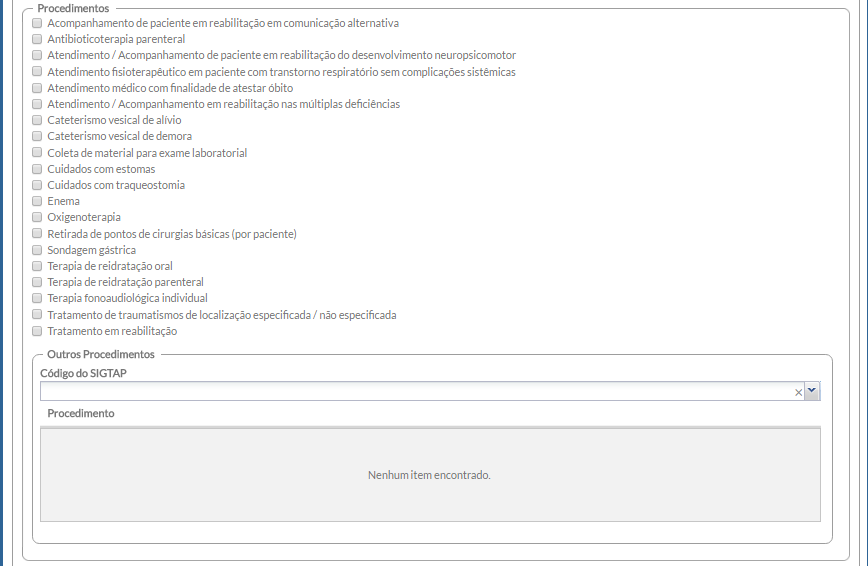 Procedimentos
Acompanhamento de paciente em reabilitação em comunicação alternativa
Antibioticoterapia parenteral
Atendimento / Acompanhamento de paciente em reabilitação do desenvolvimento neuropsicomotor
Atendimento fisioterapêutico em paciente com transtorno respiratório sem complicações sistêmicas
Atendimento médico com finalidade de atestar óbito
Atendimento / Acompanhamento em reabilitação nas múltiplas deficiências
Cateterismo vesical de alívio
Cateterismo vesical de demora
Coleta de material para exame laboratorial
Cuidados com estomas
Cuidados com traqueostomia
Enema
Oxigenoterapia
Retirada de pontos de cirurgias básicas (por paciente)
Sondagem gástrica
Terapia de reidratação oral
Terapia de reidratação parenteral
Terapia fonoaudiológica individual
Tratamento de traumatismos de localização especificada / não especificada
Tratamento em reabilitação
Outros Procedimentos
Código do SIGTAP
Procedimento
Nenhum item encontrado.